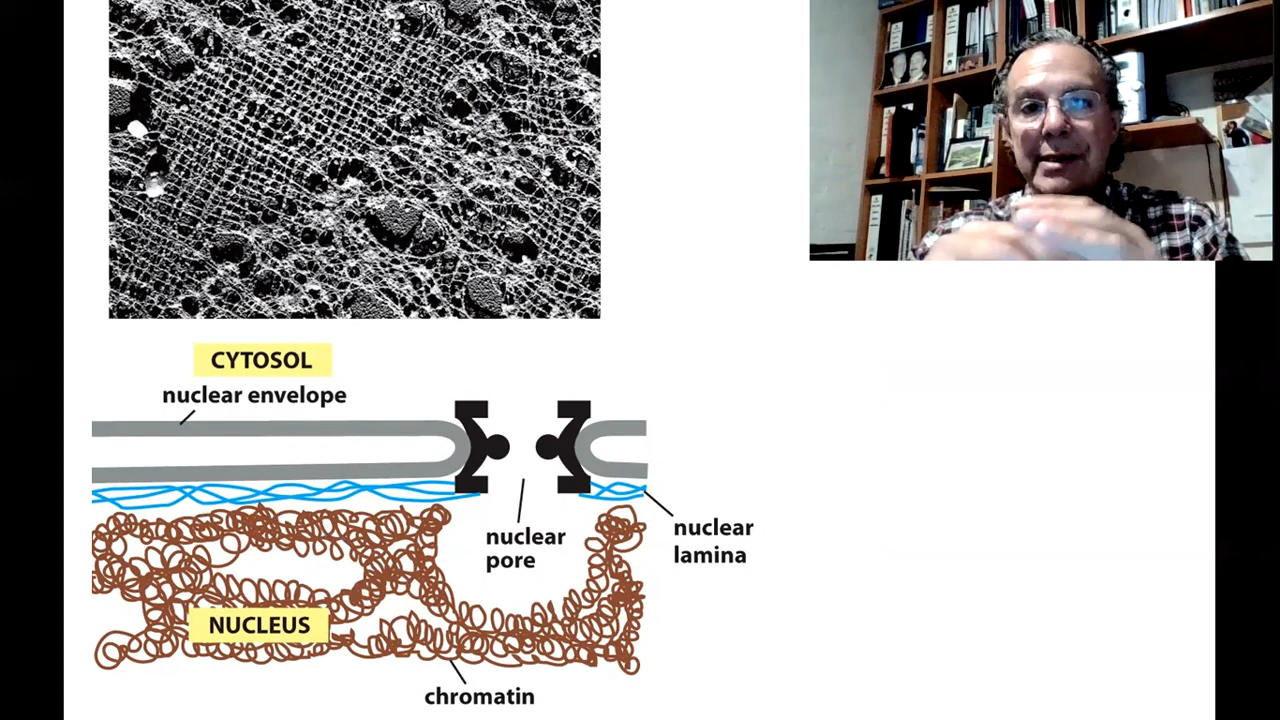 CYTOSOL
nuclear envelope
nuclear
pore
nuclear
lamina
NUCLEUS
chromatin